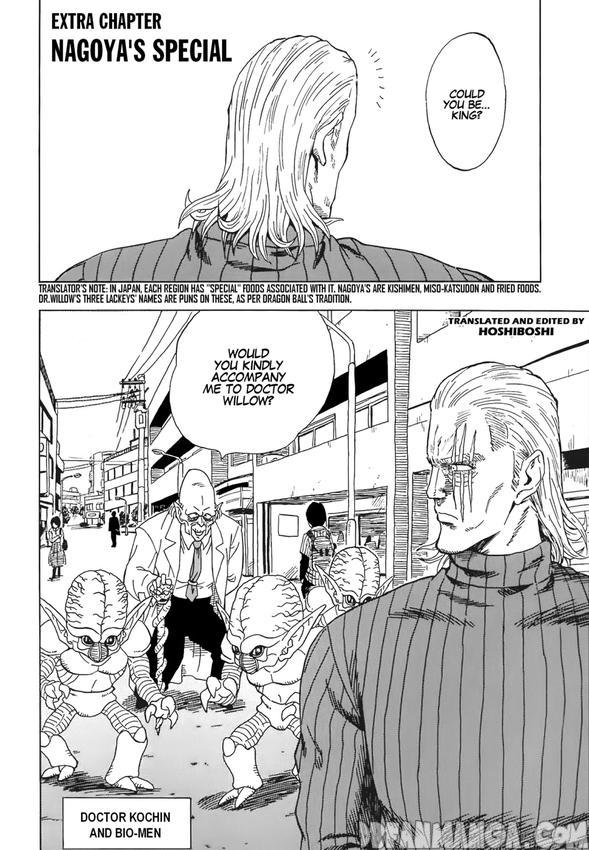 EXTRA CHAPTER
NAGOYA'S SPECIAL
COULD
YOU BE...
KING?
TRANSLATOR'S NOTE: IN JAPAN, EACH REGION HAS "SPECIAL" FOODS ASSOCIATED WITH IT. NAGOYA'S ARE KISHIMEN, MISO-KATSUDON AND FRIED FOODS.
DR.WILLOW'S THREE LACKEYS' NAMES ARE PUNS ON THESE, AS PER DRAGON BALL'S TRADITION.
TRANSLATED AND EDITED BY
HOSHIBOSHI
WOULD
YOU KINDLY
ACCOMPANY
ME TO DOCTOR
WILLOW?
DOCTOR KOCHIN
AND BIO-MEN